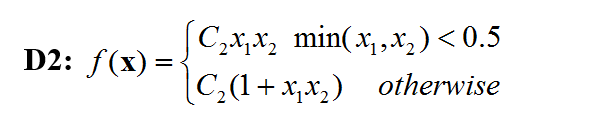 C₂x₁x₂ min(x₁,x₂) < 0.5
D2: f(x) =
C₂(1 + x₁x₂) otherwise